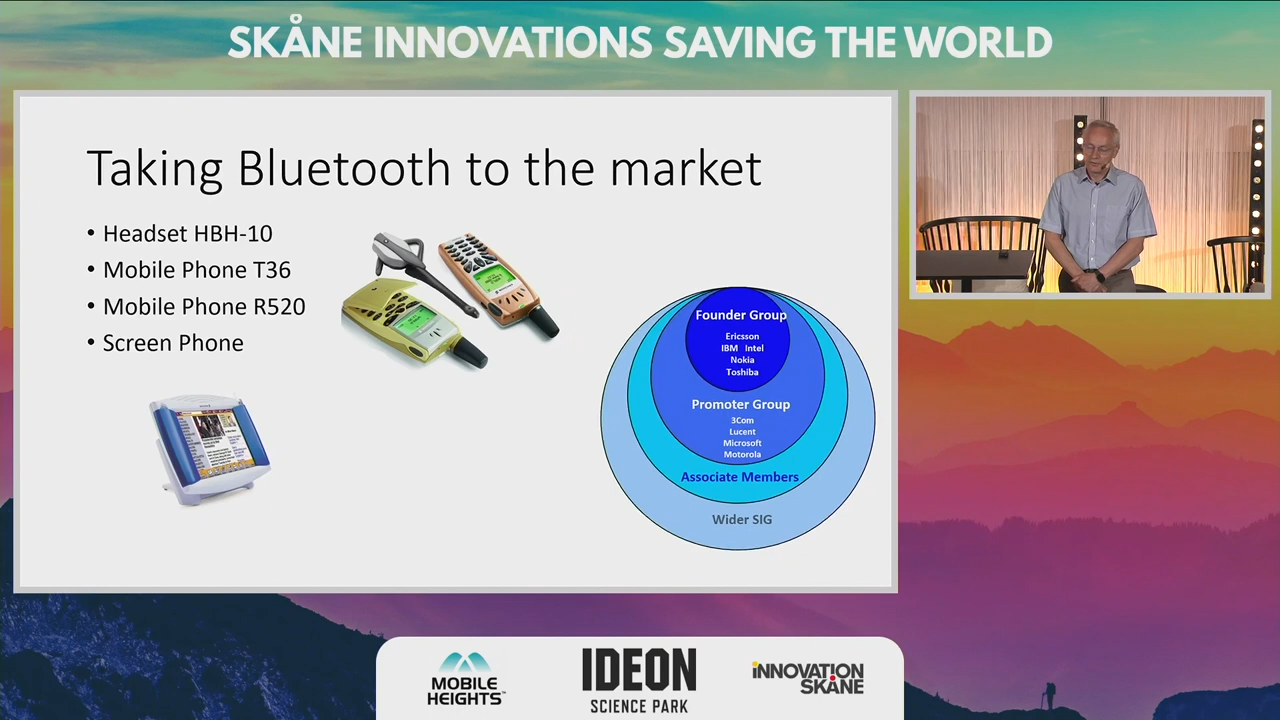 SKÅNE INNOVATIONS SAVING THE WORLD
Taking Bluetooth to the market
• Headset HBH-10
• Mobile Phone T36
• Mobile Phone R520
• Screen Phone
Founder Group
Ericsson
IBM Intel
Nokia
Toshiba
Promoter Group
3Com
Lucent
Microsoft
Motorola
Associate Members
Wider SIG
MOBILE
HEIGHTS™
IDEON
SCIENCE PARK
INNOVATION
SKÅNE